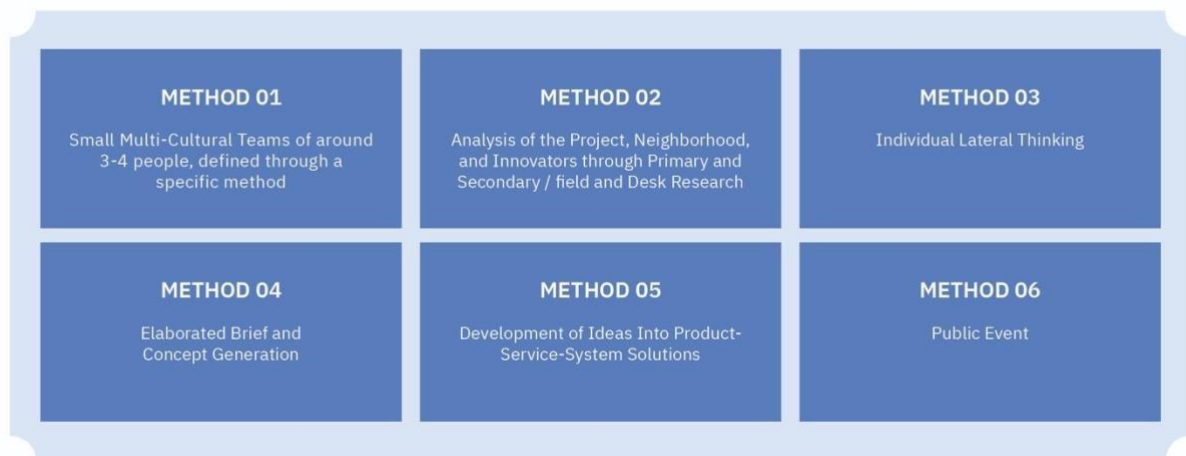 METHOD 01
Small Multi-Cultural Teams of around
3-4 people, defined through a
specific method
METHOD 02
Analysis of the Project, Neighborhood,
and Innovators through Primary and
Secondary / field and Desk Research
METHOD 03
Individual Lateral Thinking
METHOD 04
Elaborated Brief and
Concept Generation
METHOD 05
Development of Ideas Into Product-
Service-System Solutions
METHOD 06
Public Event